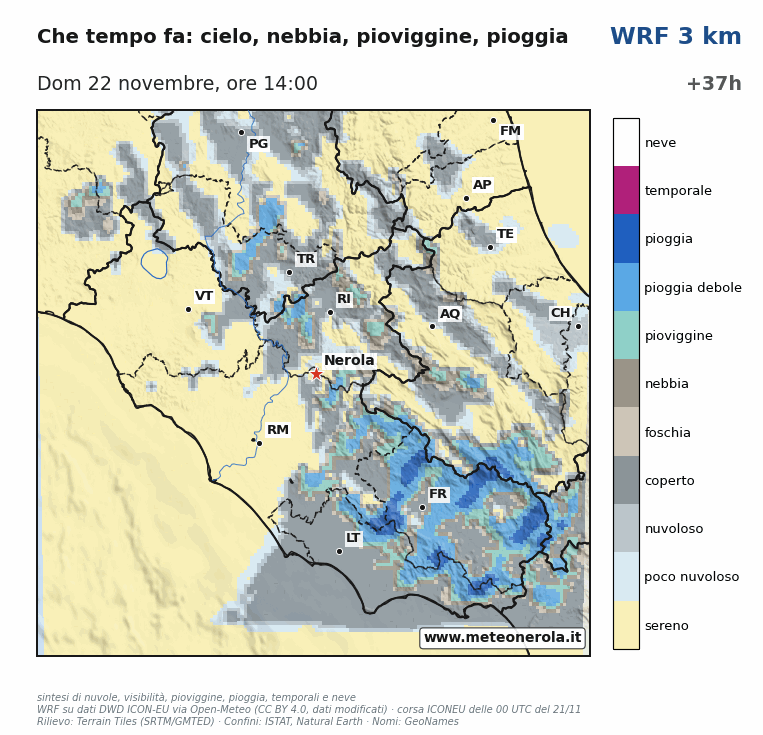 Che tempo fa: cielo, nebbia, pioviggine, pioggia
WRF 3 km
Dom 22 novembre, ore 14:00
+37h
FM
PG
AP
TE
TR
VT
RI
AQ
CH
Nerola
RM
FR
LT
www.meteonerola.it
neve
temporale
pioggia
pioggia debole
pioviggine
nebbia
foschia
coperto
nuvoloso
poco nuvoloso
sereno
sintesi di nuvole, visibilità, pioviggine, pioggia, temporali e neve
WRF su dati DWD ICON-EU via Open-Meteo (CC BY 4.0, dati modificati) · corsa ICONEU delle 00 UTC del 21/11
Rilievo: Terrain Tiles (SRTM/GMTED) · Confini: ISTAT, Natural Earth · Nomi: GeoNames